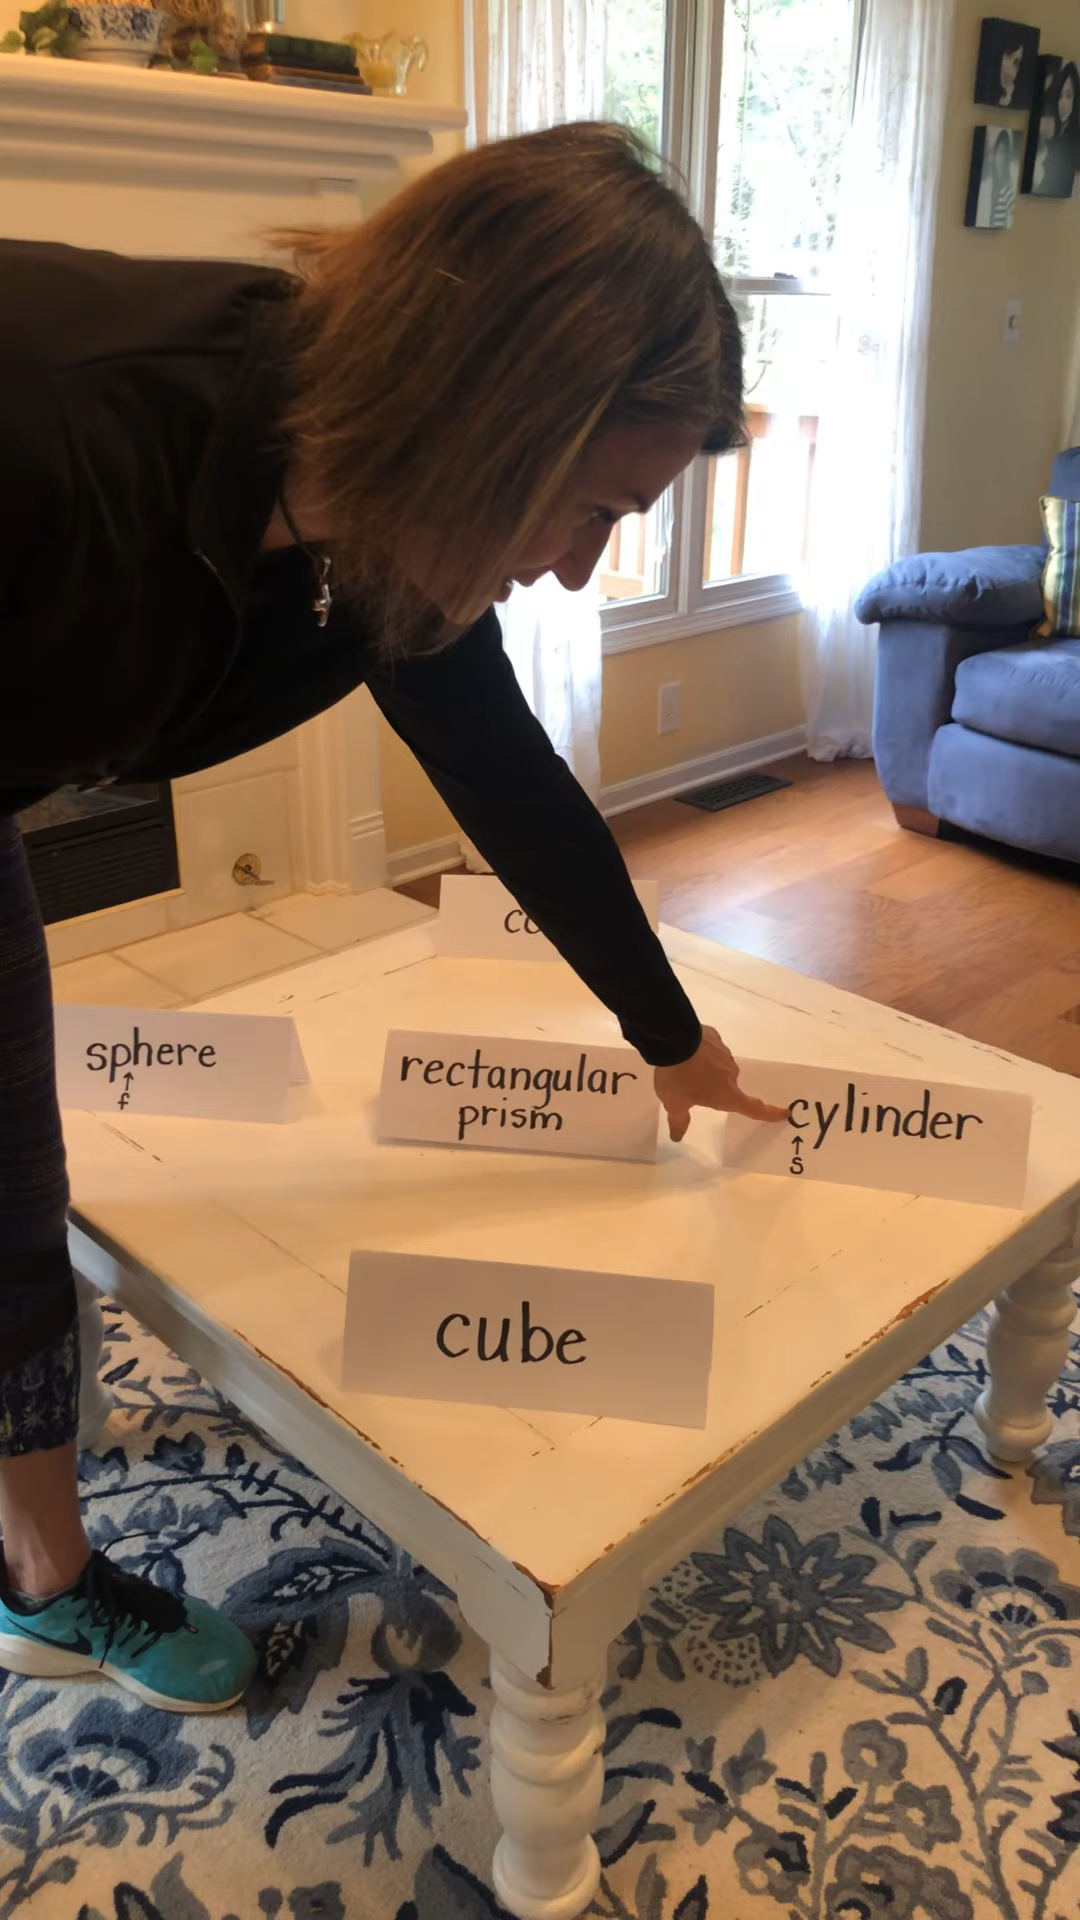 sphere
↑
f
rectangular
prism
cylinder
↑
s
cube